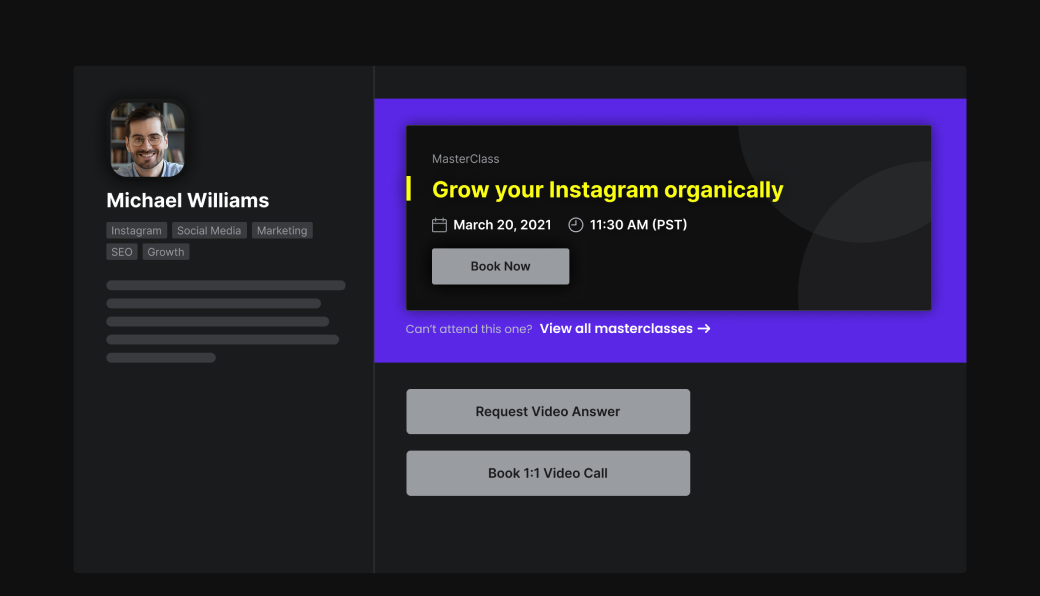 Michael Williams
Instagram Social Media Marketing
SEO Growth
MasterClass
Grow your Instagram organically
March 20, 2021 11:30 AM (PST)
Book Now
Can't attend this one? View all masterclasses →
Request Video Answer
Book 1:1 Video Call